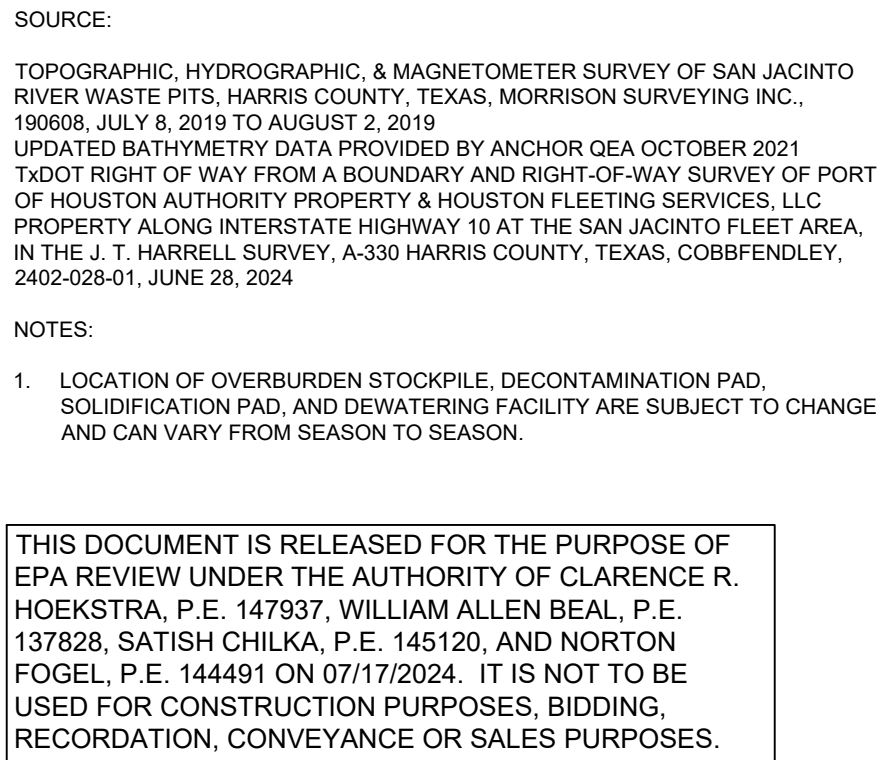 SOURCE:
TOPOGRAPHIC, HYDROGRAPHIC, & MAGNETOMETER SURVEY OF SAN JACINTO
RIVER WASTE PITS, HARRIS COUNTY, TEXAS, MORRISON SURVEYING INC.,
190608, JULY 8, 2019 TO AUGUST 2, 2019
UPDATED BATHYMETRY DATA PROVIDED BY ANCHOR QEA OCTOBER 2021
TxDOT RIGHT OF WAY FROM A BOUNDARY AND RIGHT-OF-WAY SURVEY OF PORT
OF HOUSTON AUTHORITY PROPERTY & HOUSTON FLEETING SERVICES, LLC
PROPERTY ALONG INTERSTATE HIGHWAY 10 AT THE SAN JACINTO FLEET AREA,
IN THE J. T. HARRELL SURVEY, A-330 HARRIS COUNTY, TEXAS, COBBFENDLEY,
2402-028-01, JUNE 28, 2024
NOTES:
1. LOCATION OF OVERBURDEN STOCKPILE, DECONTAMINATION PAD,
SOLIDIFICATION PAD, AND DEWATERING FACILITY ARE SUBJECT TO CHANGE
AND CAN VARY FROM SEASON TO SEASON.
THIS DOCUMENT IS RELEASED FOR THE PURPOSE OF
EPA REVIEW UNDER THE AUTHORITY OF CLARENCE R.
HOEKSTRA, P.E. 147937, WILLIAM ALLEN BEAL, P.E.
137828, SATISH CHILKA, P.E. 145120, AND NORTON
FOGEL, P.E. 144491 ON 07/17/2024. IT IS NOT TO BE
USED FOR CONSTRUCTION PURPOSES, BIDDING,
RECORDATION, CONVEYANCE OR SALES PURPOSES.